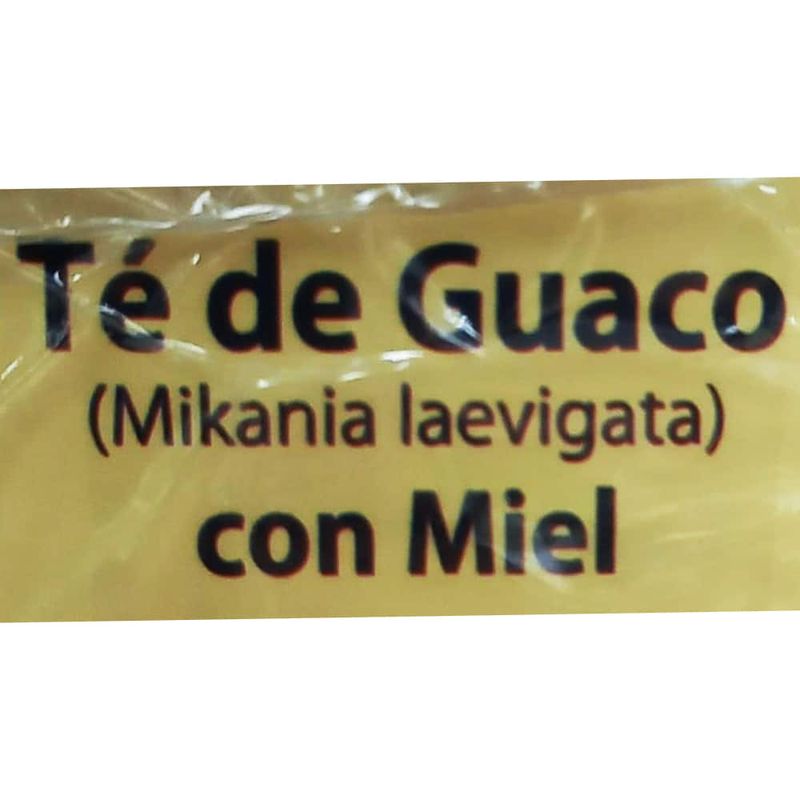 Té de Guaco
(Mikania laevigata)
con Miel